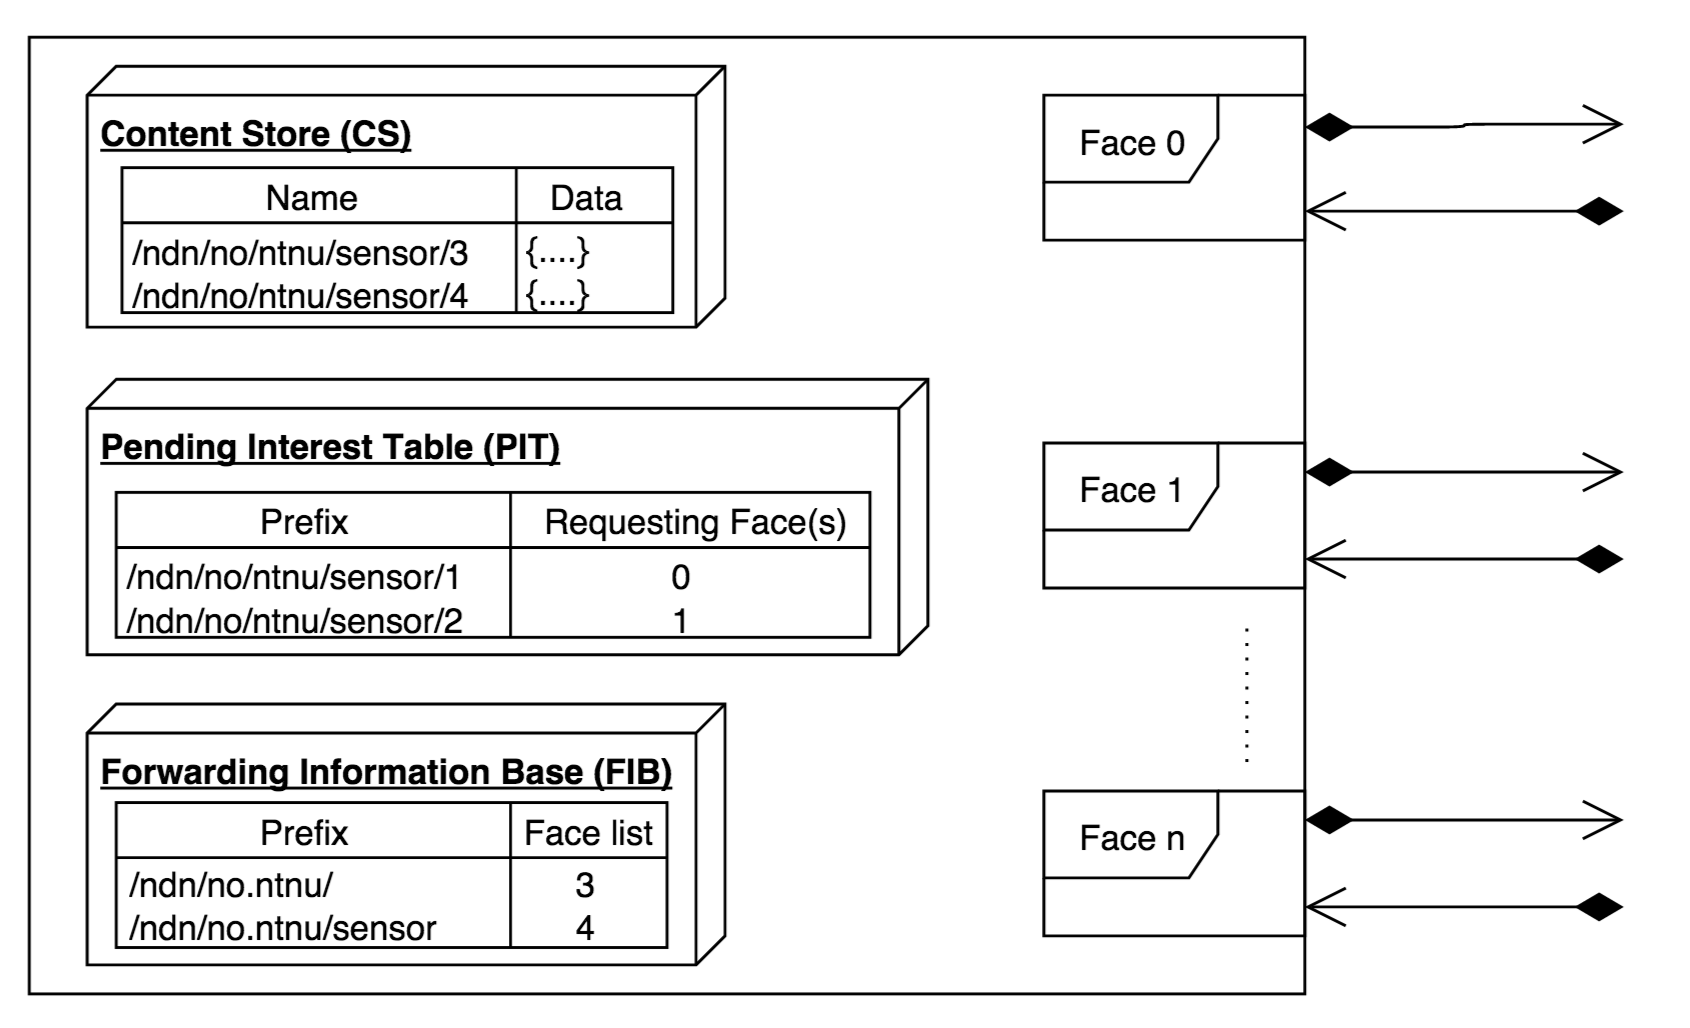 Content Store (CS)
Name Data
/ndn/no/ntnu/sensor/3 {....}
/ndn/no/ntnu/sensor/4 {....}
Pending Interest Table (PIT)
Prefix Requesting Face(s)
/ndn/no/ntnu/sensor/1 0
/ndn/no/ntnu/sensor/2 1
Forwarding Information Base (FIB)
Prefix Face list
/ndn/no.ntnu/ 3
/ndn/no.ntnu/sensor 4
Face 0
Face 1
Face n